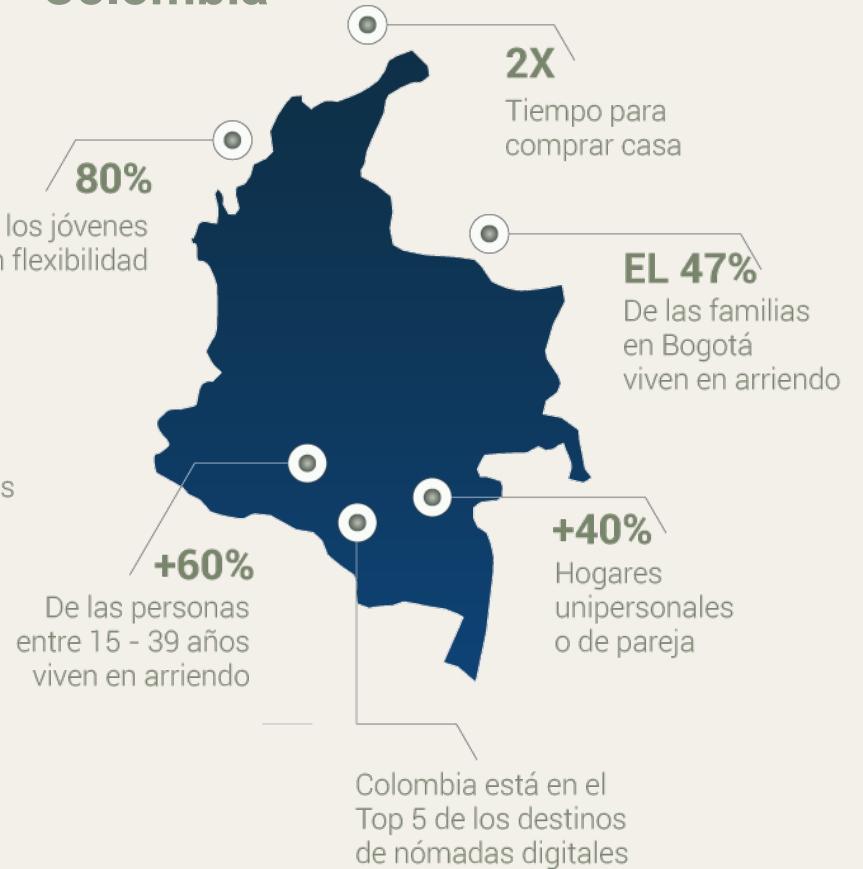 Colombia
2X
Tiempo para
comprar casa
80%
los jóvenes
flexibilidad
EL 47%
De las familias
en Bogotá
viven en arriendo
s
+60%
De las personas
entre 15 - 39 años
viven en arriendo
+40%
Hogares
unipersonales
o de pareja
Colombia está en el
Top 5 de los destinos
de nómadas digitales